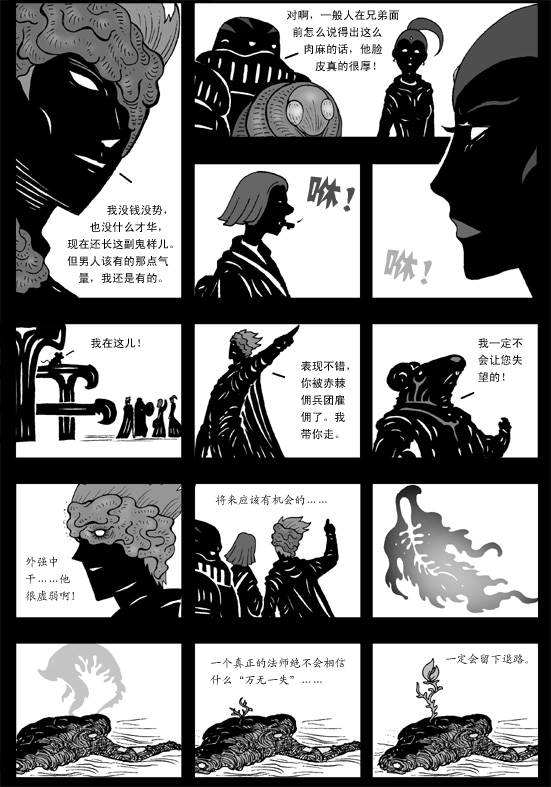 对啊，一般人在兄弟面
前怎么说得出这么
肉麻的话，他脸
皮真的很厚！
我没钱没势，
也没什么才华，
现在还长这副鬼样儿。
但男人该有的那点气
量，我还是有的。
咻！
咻！
我在这儿！
表现不错，
你被赤棘
佣兵团雇
佣了。我
带你走。
我一定不
会让您失
望的！
外强中
干……他
很虚弱啊！
将来应该有机会的……
一个真正的法师绝不会相信
什么“万无一失”……
一定会留下退路。